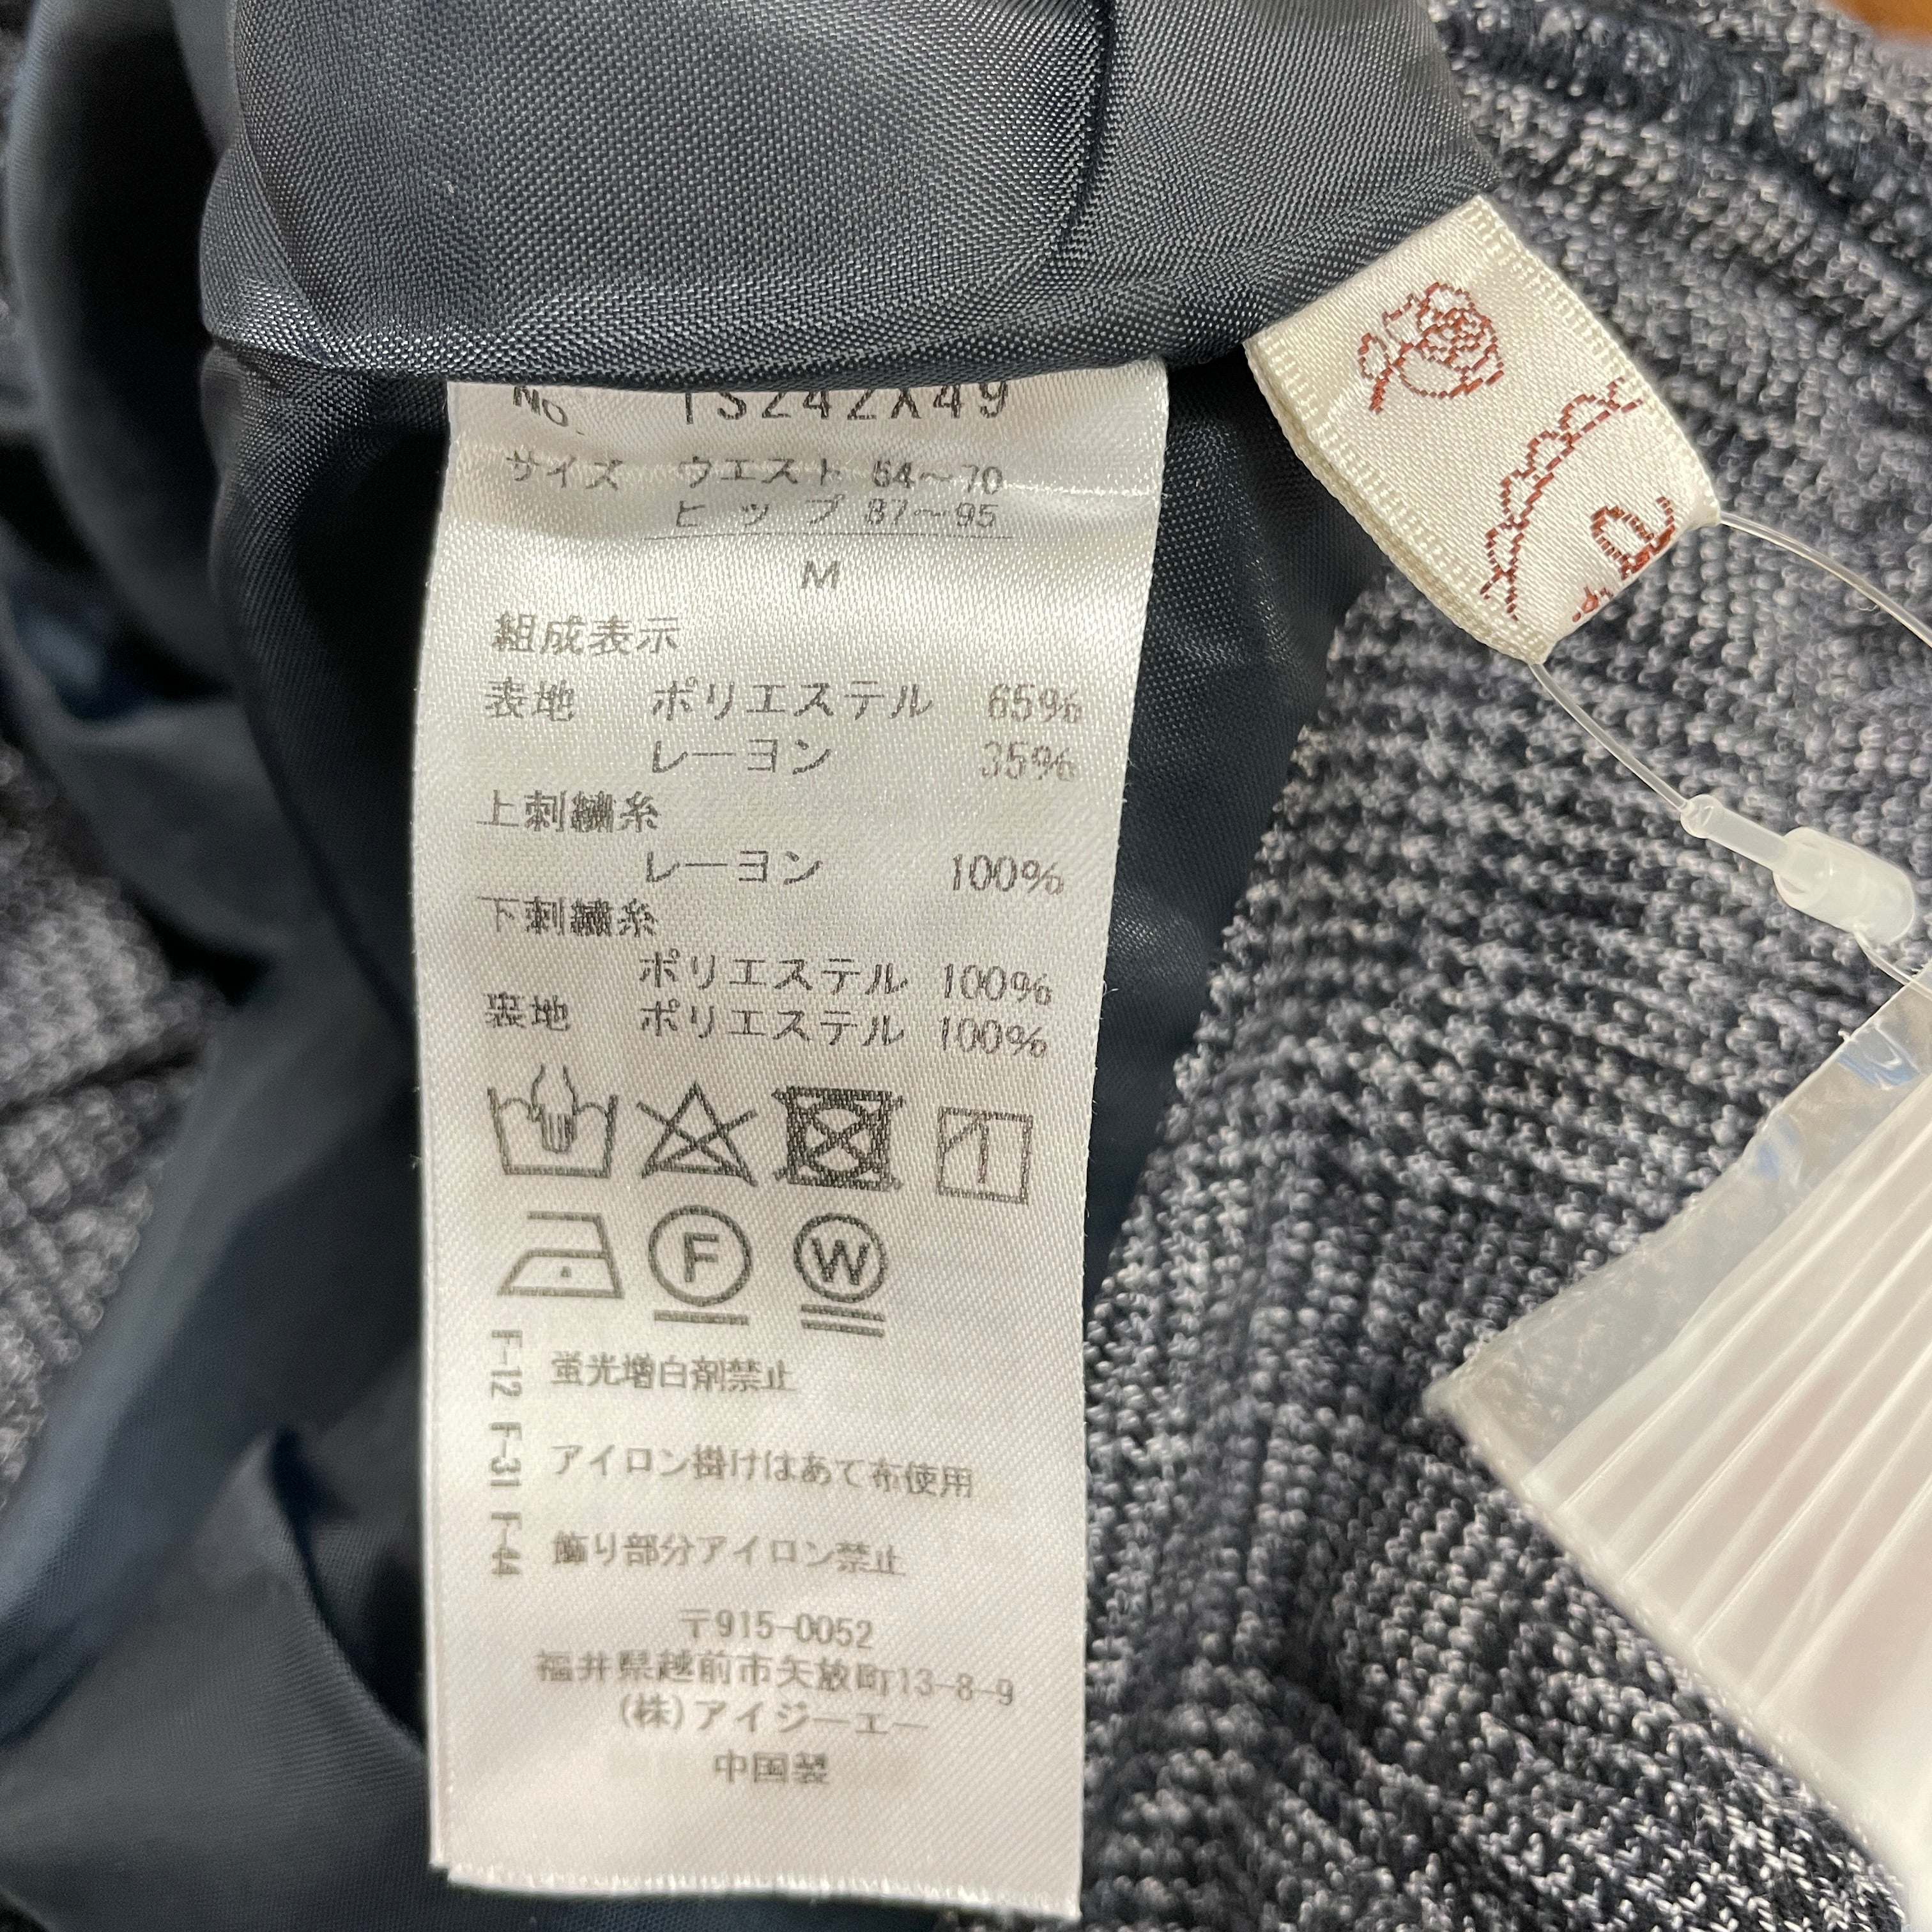 No. TS242X49
サイズ ウエスト 64〜70
ヒップ 87〜95
M
組成表示
表地 ポリエステル 65%
レーヨン 35%
上刺繍糸
レーヨン 100%
下刺繍糸
ポリエステル 100%
裏地 ポリエステル 100%
F W
F-12 蛍光増白剤禁止
F-31 アイロン掛けはあて布使用
F-44 飾り部分アイロン禁止
〒915-0052
福井県越前市矢放町13-8-9
(株)アイジーエー
中国製